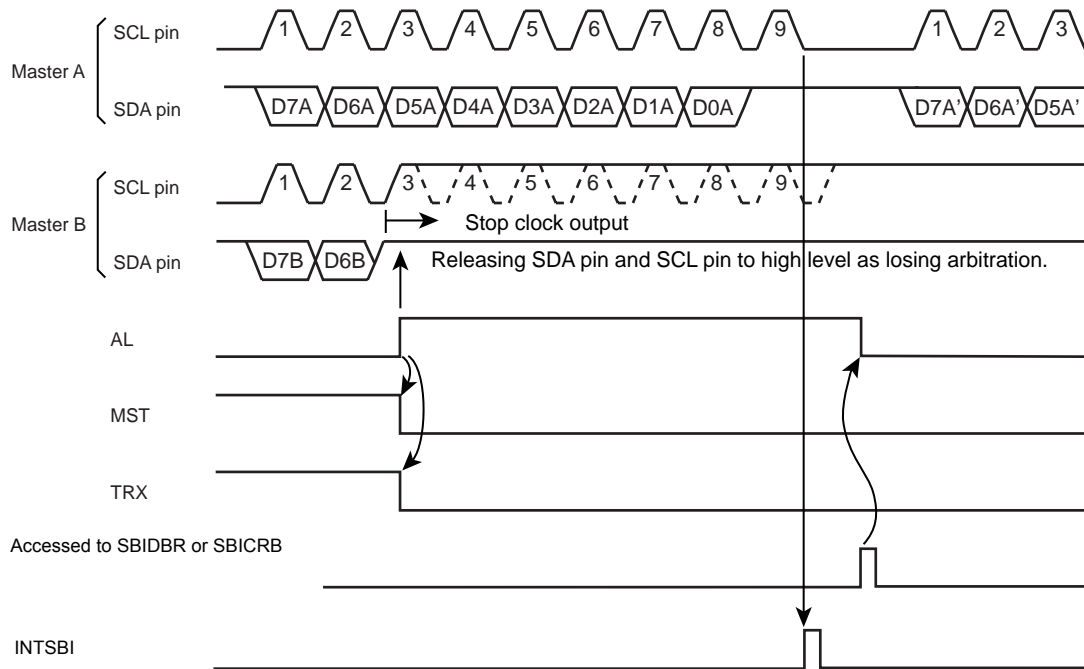 SCL pin 1 2 3 4 5 6 7 8 9 1 2 3
Master A
SDA pin D7A D6A D5A D4A D3A D2A D1A D0A D7A' D6A' D5A'
SCL pin 1 2 3 4 5 6 7 8 9
Master B
Stop clock output
SDA pin D7B D6B
Releasing SDA pin and SCL pin to high level as losing arbitration.
AL
MST
TRX
Accessed to SBIDBR or SBICRB
INTSBI